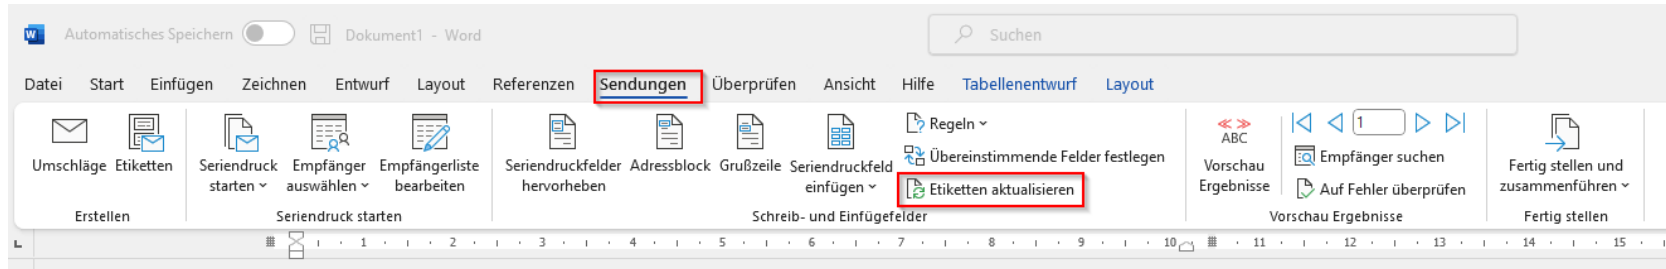 W Automatisches Speichern Dokument1 - Word Suchen
Datei Start Einfügen Zeichnen Entwurf Layout Referenzen Sendungen Überprüfen Ansicht Hilfe Tabellenentwurf Layout
Umschläge
Etiketten
Erstellen
Seriendruck
starten
Empfänger
auswählen
Empfängerliste
bearbeiten
Seriendruck starten
Seriendruckfelder
hervorheben
Adressblock
Grußzeile
Seriendruckfeld
einfügen
Regeln
Übereinstimmende Felder festlegen
Etiketten aktualisieren
Schreib- und Einfügefelder
ABC
Vorschau
Ergebnisse
1
Empfänger suchen
Auf Fehler überprüfen
Vorschau Ergebnisse
Fertig stellen und
zusammenführen
Fertig stellen
1 2 3 4 5 6 7 8 9 10 11 12 13 14 15